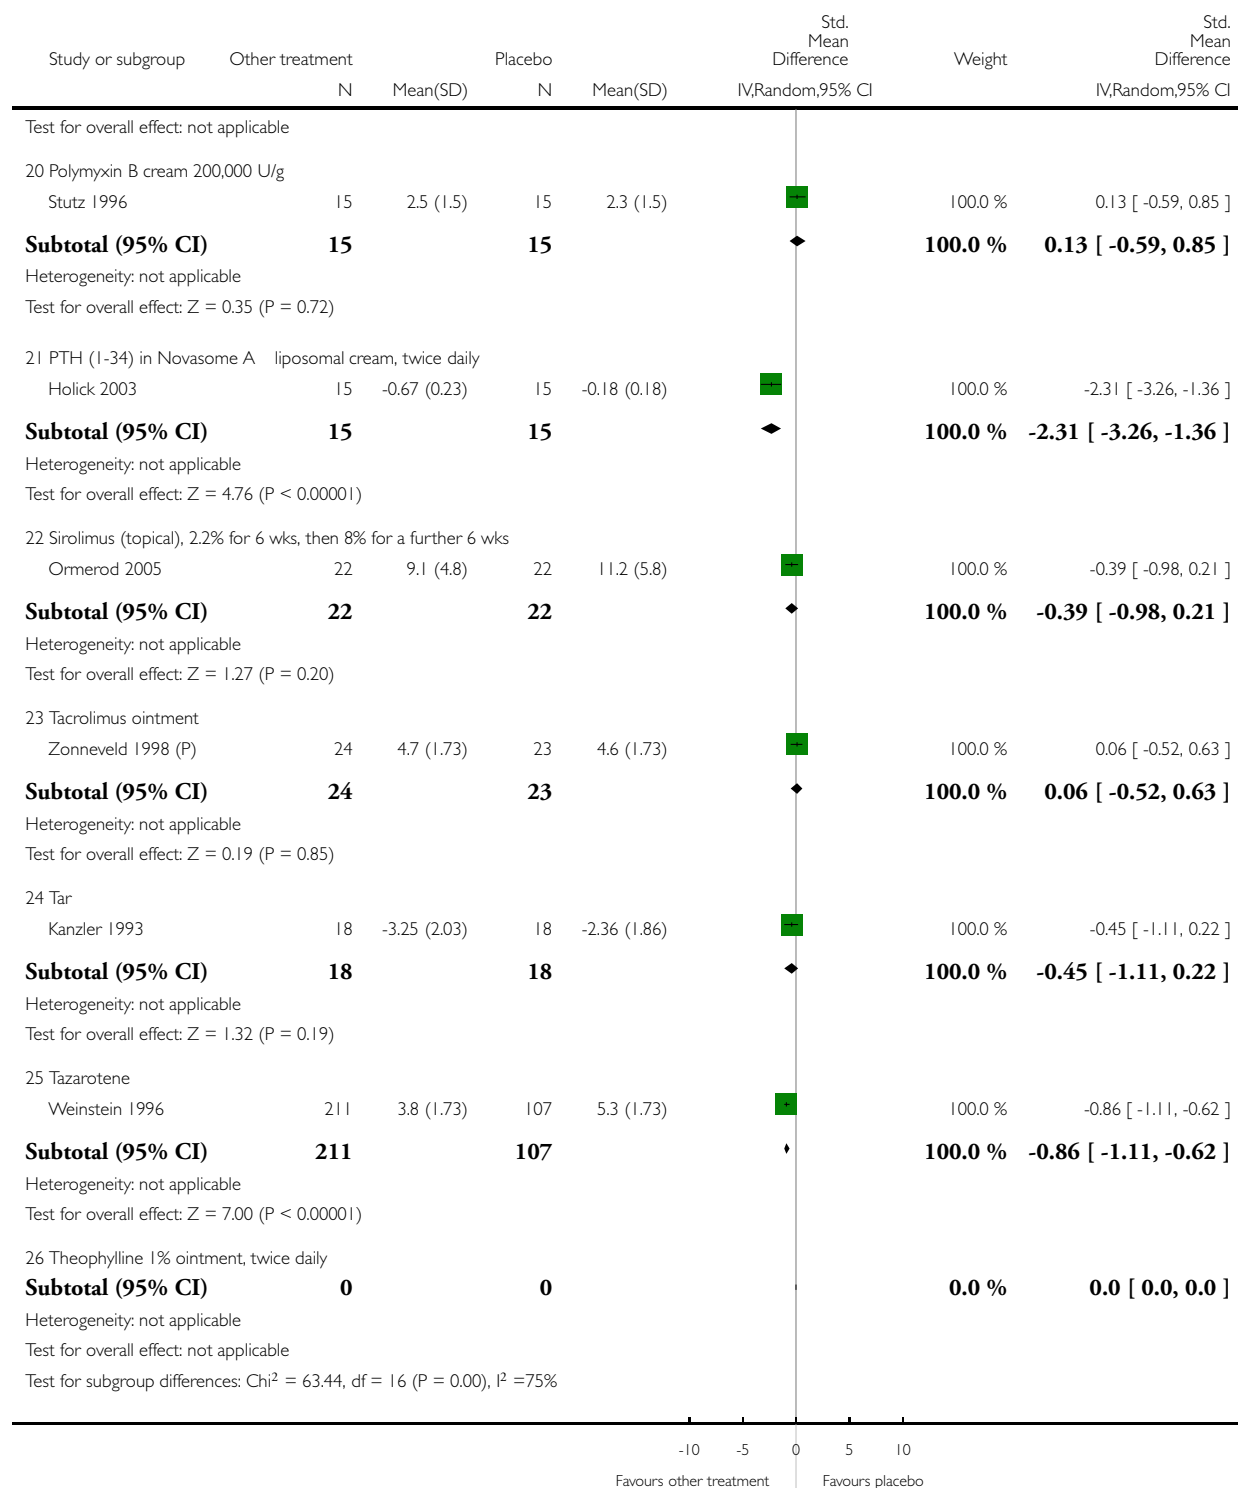 Std. Mean Difference Std. Mean Difference
Study or subgroup Other treatment Placebo Weight
N Mean(SD) N Mean(SD) IV,Random,95% CI IV,Random,95% CI
Test for overall effect: not applicable
20 Polymyxin B cream 200,000 U/g
Stutz 1996 15 2.5 (1.5) 15 2.3 (1.5) 100.0 % 0.13 [ -0.59, 0.85 ]
Subtotal (95% CI) 15 15 100.0 % 0.13 [ -0.59, 0.85 ]
Heterogeneity: not applicable
Test for overall effect: Z = 0.35 (P = 0.72)
21 PTH (1-34) in Novasome A liposomal cream, twice daily
Holick 2003 15 -0.67 (0.23) 15 -0.18 (0.18) 100.0 % -2.31 [ -3.26, -1.36 ]
Subtotal (95% CI) 15 15 100.0 % -2.31 [ -3.26, -1.36 ]
Heterogeneity: not applicable
Test for overall effect: Z = 4.76 (P < 0.00001)
22 Sirolimus (topical), 2.2% for 6 wks, then 8% for a further 6 wks
Ormerod 2005 22 9.1 (4.8) 22 11.2 (5.8) 100.0 % -0.39 [ -0.98, 0.21 ]
Subtotal (95% CI) 22 22 100.0 % -0.39 [ -0.98, 0.21 ]
Heterogeneity: not applicable
Test for overall effect: Z = 1.27 (P = 0.20)
23 Tacrolimus ointment
Zonneveld 1998 (P) 24 4.7 (1.73) 23 4.6 (1.73) 100.0 % 0.06 [ -0.52, 0.63 ]
Subtotal (95% CI) 24 23 100.0 % 0.06 [ -0.52, 0.63 ]
Heterogeneity: not applicable
Test for overall effect: Z = 0.19 (P = 0.85)
24 Tar
Kanzler 1993 18 -3.25 (2.03) 18 -2.36 (1.86) 100.0 % -0.45 [ -1.11, 0.22 ]
Subtotal (95% CI) 18 18 100.0 % -0.45 [ -1.11, 0.22 ]
Heterogeneity: not applicable
Test for overall effect: Z = 1.32 (P = 0.19)
25 Tazarotene
Weinstein 1996 211 3.8 (1.73) 107 5.3 (1.73) 100.0 % -0.86 [ -1.11, -0.62 ]
Subtotal (95% CI) 211 107 100.0 % -0.86 [ -1.11, -0.62 ]
Heterogeneity: not applicable
Test for overall effect: Z = 7.00 (P < 0.00001)
26 Theophylline 1% ointment, twice daily
Subtotal (95% CI) 0 0 0.0 % 0.0 [ 0.0, 0.0 ]
Heterogeneity: not applicable
Test for overall effect: not applicable
Test for subgroup differences: Chi² = 63.44, df = 16 (P = 0.00), I² =75%
-10 -5 0 5 10
Favours other treatment Favours placebo